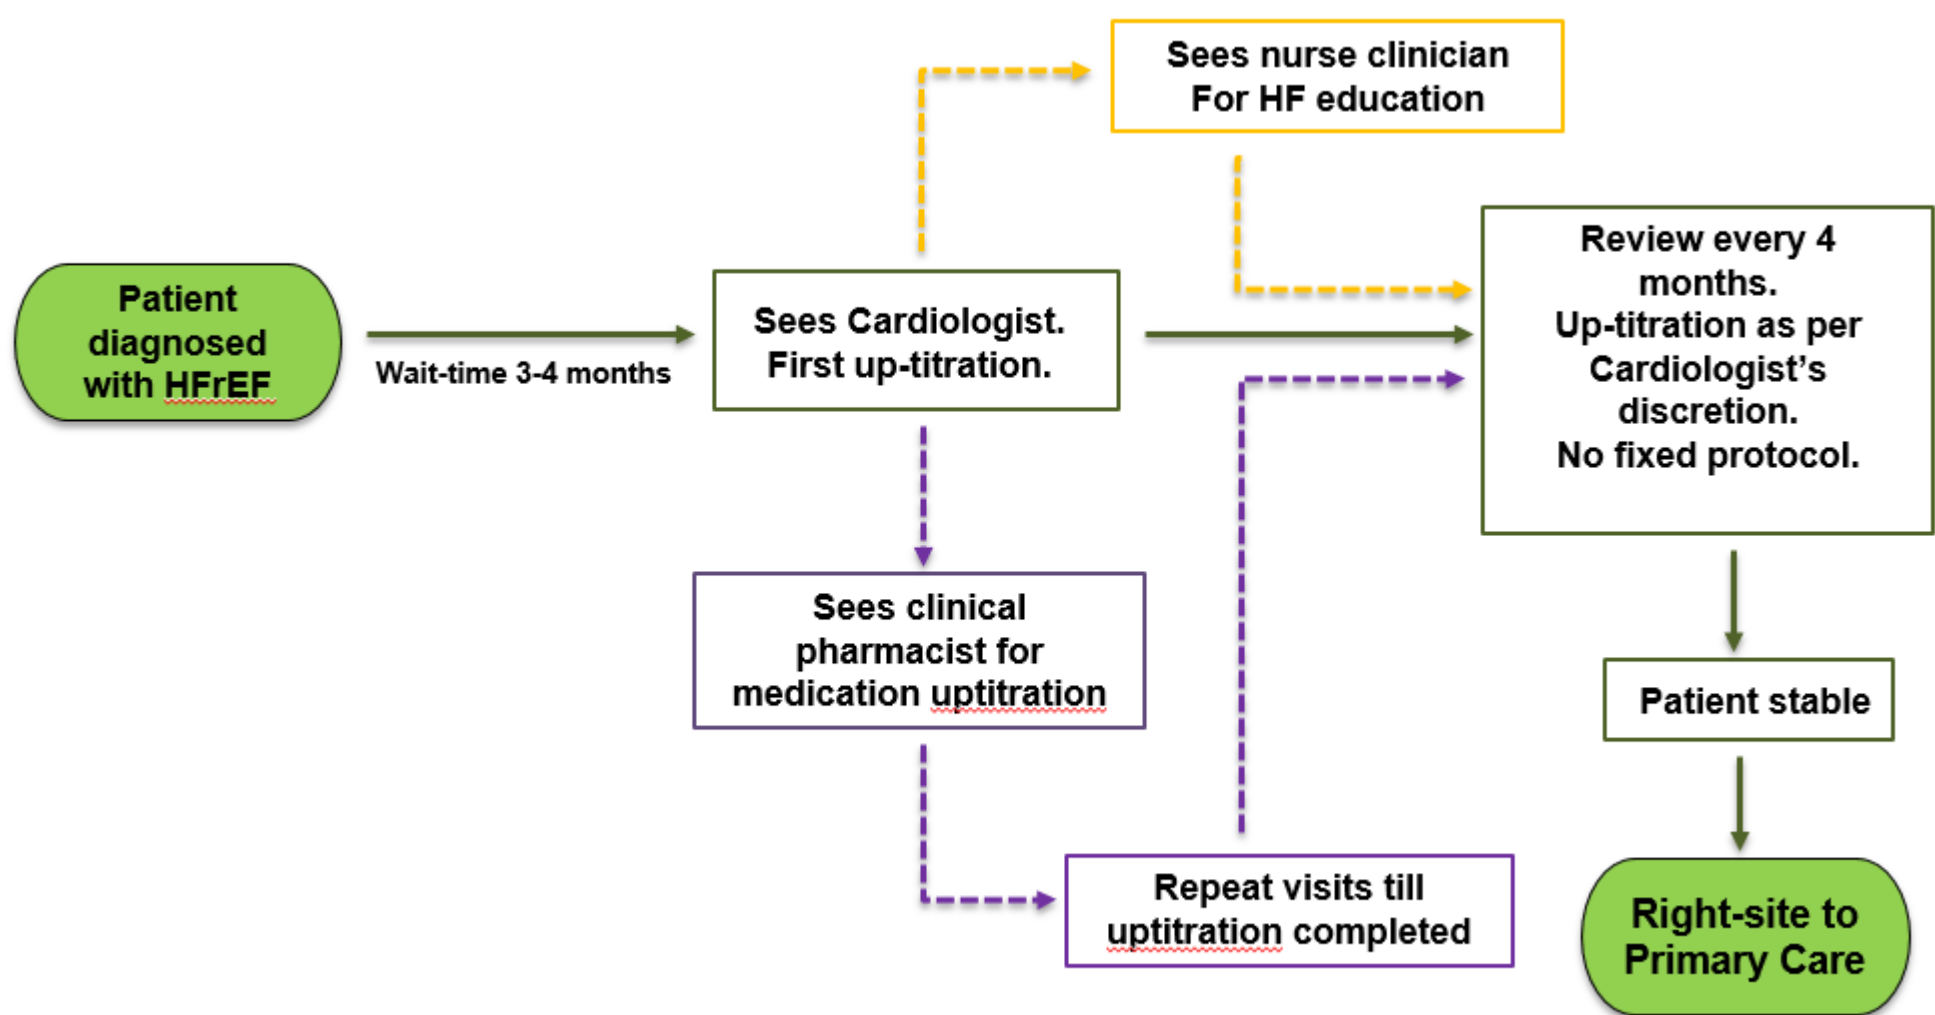 Sees nurse clinician
For HF education
Patient
diagnosed
with HFrEF
Wait-time 3-4 months
Sees Cardiologist.
First up-titration.
Review every 4
months.
Up-titration as per
Cardiologist’s
discretion.
No fixed protocol.
Sees clinical
pharmacist for
medication uptitration
Patient stable
Repeat visits till
uptitration completed
Right-site to
Primary Care